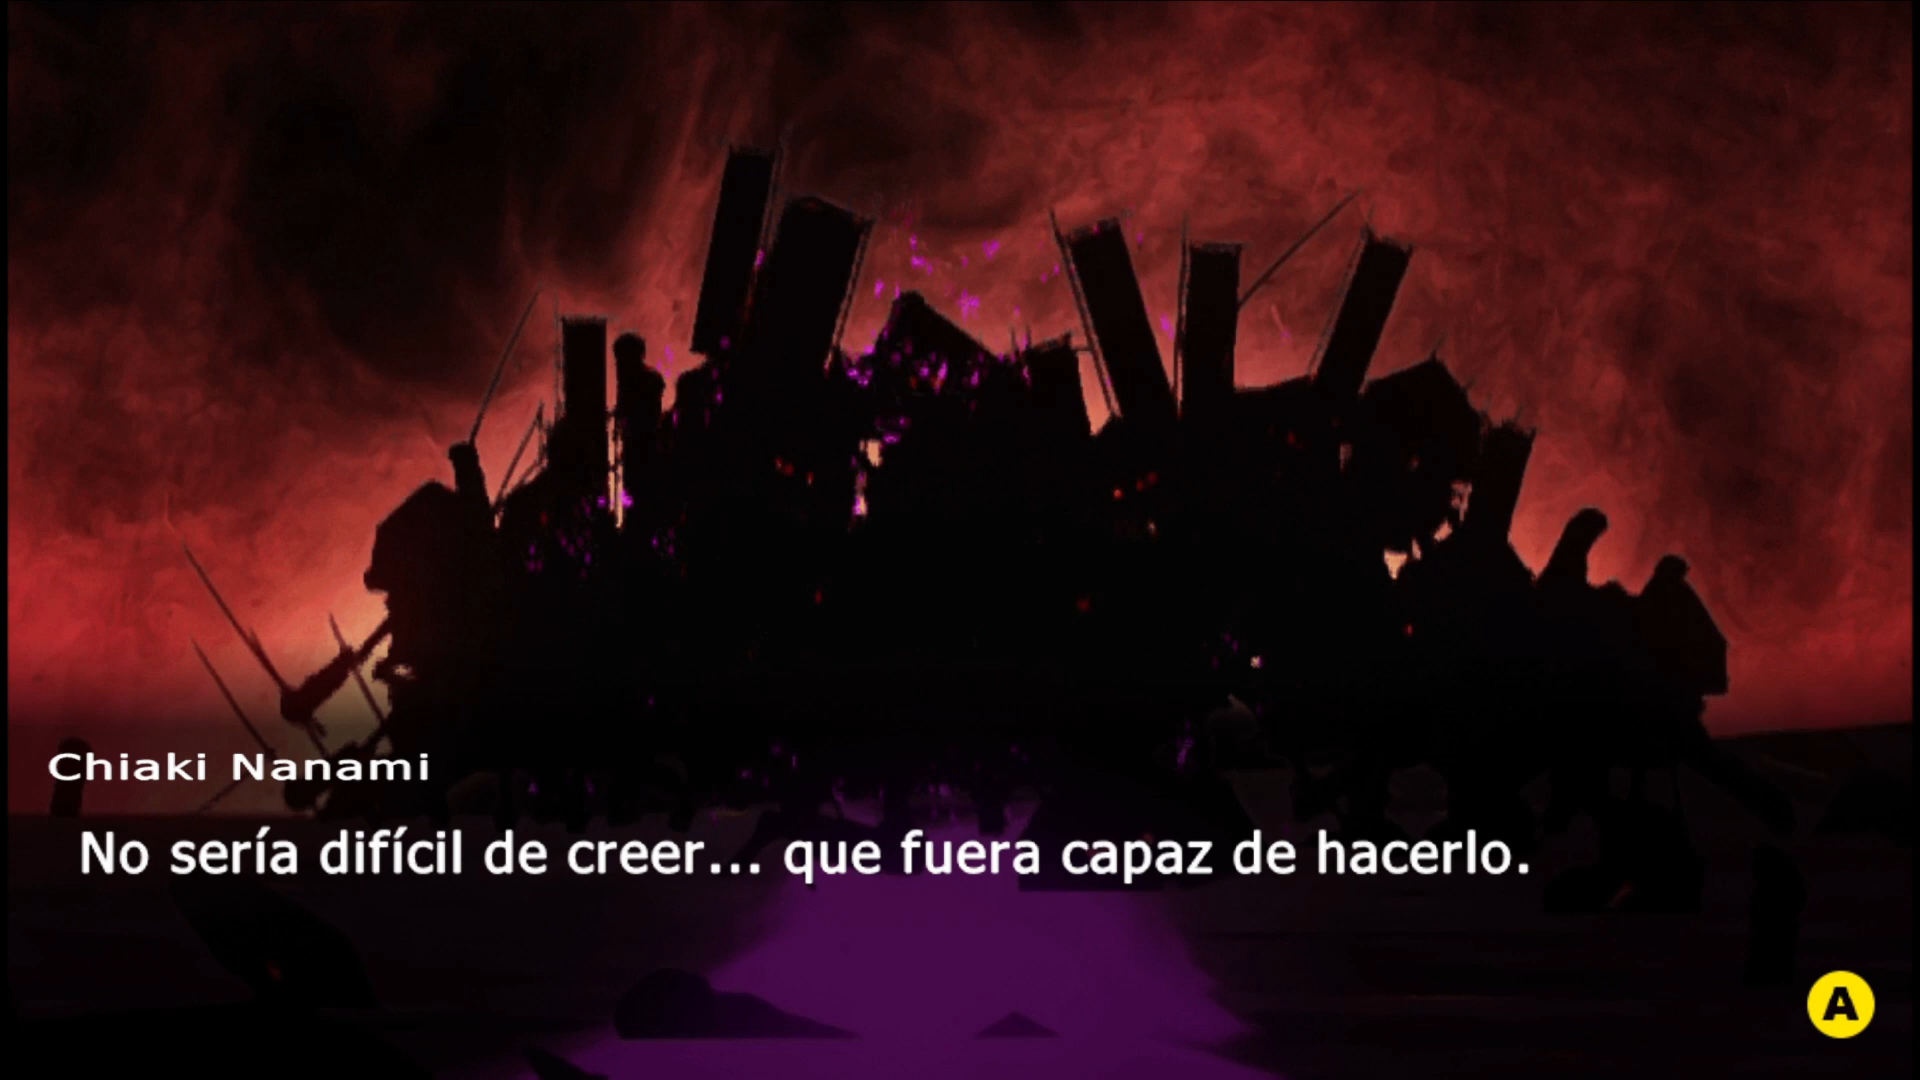 Chiaki Nanami
No sería difícil de creer... que fuera capaz de hacerlo.
A